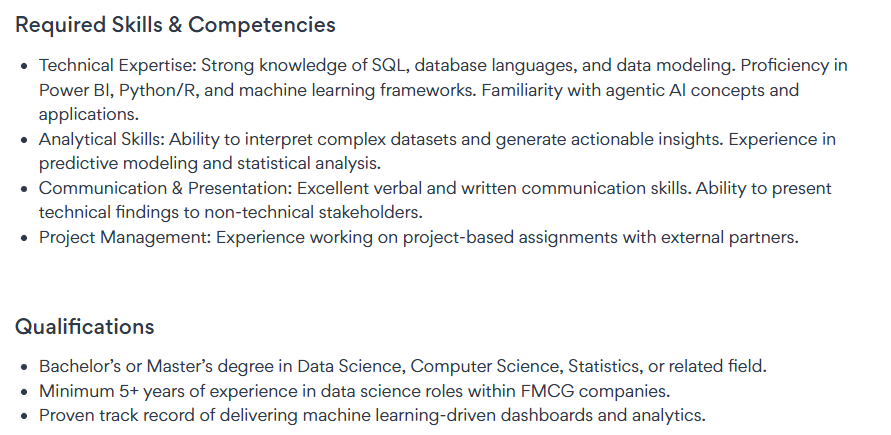 Required Skills & Competencies
• Technical Expertise: Strong knowledge of SQL, database languages, and data modeling. Proficiency in
Power BI, Python/R, and machine learning frameworks. Familiarity with agentic AI concepts and
applications.
• Analytical Skills: Ability to interpret complex datasets and generate actionable insights. Experience in
predictive modeling and statistical analysis.
• Communication & Presentation: Excellent verbal and written communication skills. Ability to present
technical findings to non-technical stakeholders.
• Project Management: Experience working on project-based assignments with external partners.
Qualifications
• Bachelor’s or Master’s degree in Data Science, Computer Science, Statistics, or related field.
• Minimum 5+ years of experience in data science roles within FMCG companies.
• Proven track record of delivering machine learning-driven dashboards and analytics.